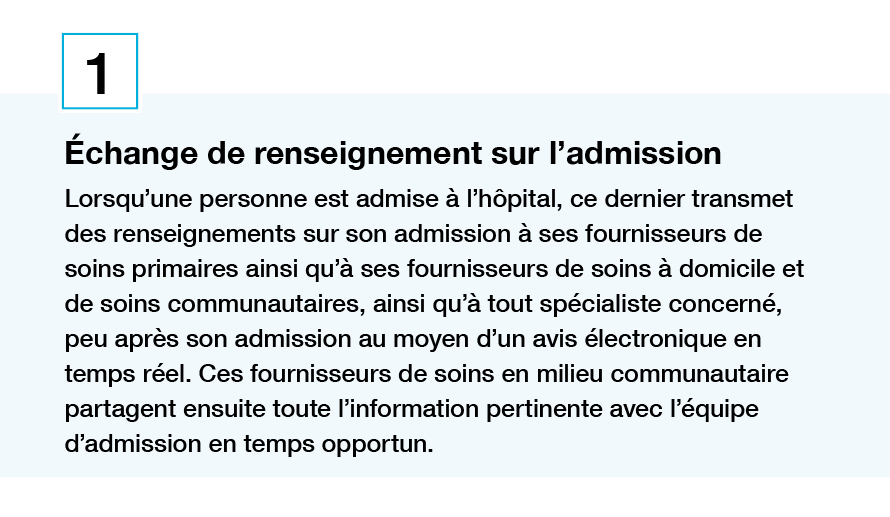 1
Échange de renseignement sur l’admission
Lorsqu’une personne est admise à l’hôpital, ce dernier transmet
des renseignements sur son admission à ses fournisseurs de
soins primaires ainsi qu’à ses fournisseurs de soins à domicile et
de soins communautaires, ainsi qu’à tout spécialiste concerné,
peu après son admission au moyen d’un avis électronique en
temps réel. Ces fournisseurs de soins en milieu communautaire
partagent ensuite toute l’information pertinente avec l’équipe
d’admission en temps opportun.